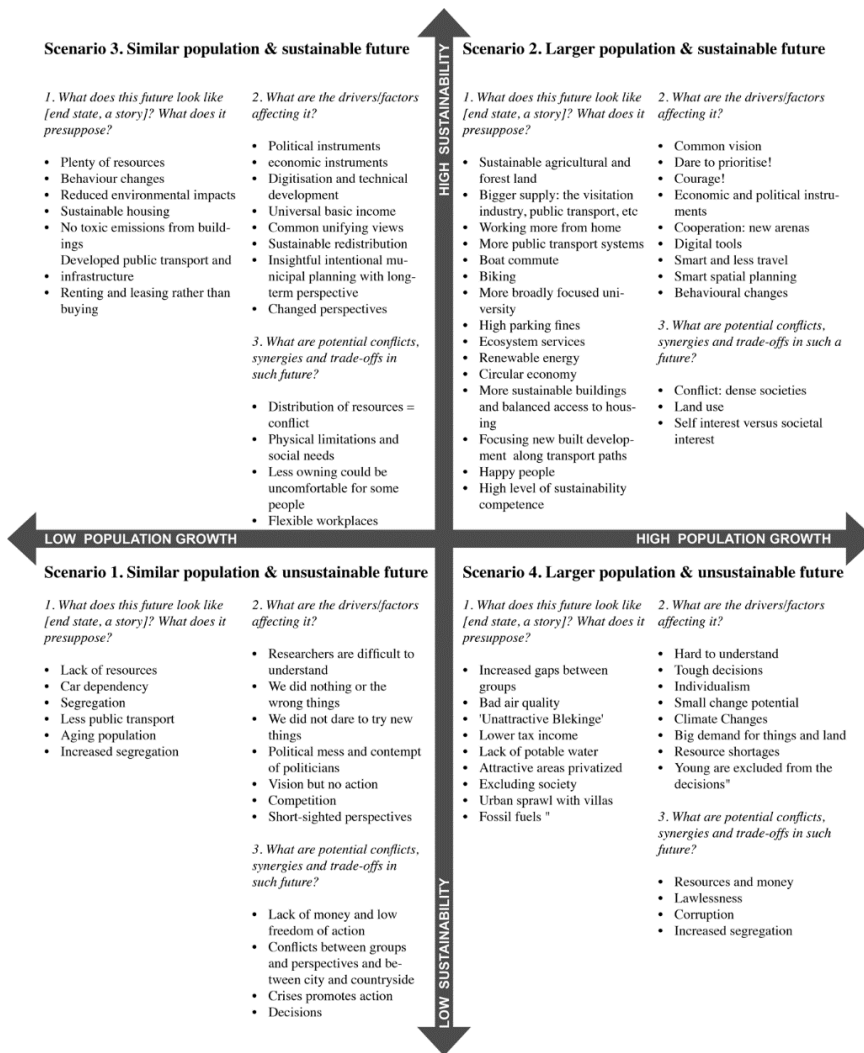 Scenario 3. Similar population & sustainable future
1. What does this future look like
[end state, a story]? What does it
presuppose?
• Plenty of resources
• Behaviour changes
• Reduced environmental impacts
• Sustainable housing
• No toxic emissions from build-
ings
Developed public transport and
• infrastructure
• Renting and leasing rather than
buying
2. What are the drivers/factors
affecting it?
• Political instruments
• economic instruments
• Digitisation and technical
development
• Universal basic income
• Common unifying views
• Sustainable redistribution
• Insightful intentional mu-
nicipal planning with long-
term perspective
• Changed perspectives
3. What are potential conflicts,
synergies and trade-offs in
such future?
• Distribution of resources =
conflict
• Physical limitations and
social needs
• Less owning could be
uncomfortable for some
people
• Flexible workplaces
HIGH SUSTAINABILITY
Scenario 2. Larger population & sustainable future
1. What does this future look like
[end state, a story]? What does it
presuppose?
• Sustainable agricultural and
forest land
• Bigger supply: the visitation
industry, public transport, etc
• Working more from home
• More public transport systems
• Boat commute
• Biking
• More broadly focused uni-
versity
• High parking fines
• Ecosystem services
• Renewable energy
• Circular economy
• More sustainable buildings
and balanced access to hous-
ing
• Focusing new built develop-
ment along transport paths
• Happy people
• High level of sustainability
competence
2. What are the drivers/factors
affecting it?
• Common vision
• Dare to prioritise!
• Courage!
• Economic and political instru-
ments
• Cooperation: new arenas
• Digital tools
• Smart and less travel
• Smart spatial planning
• Behavioural changes
3. What are potential conflicts,
synergies and trade-offs in such a
future?
• Conflict: dense societies
• Land use
• Self interest versus societal
interest
LOW POPULATION GROWTH
HIGH POPULATION GROWTH
Scenario 1. Similar population & unsustainable future
1. What does this future look like
[end state, a story]? What does it
presuppose?
• Lack of resources
• Car dependency
• Segregation
• Less public transport
• Aging population
• Increased segregation
2. What are the drivers/factors
affecting it?
• Researchers are difficult to
understand
• We did nothing or the
wrong things
• We did not dare to try new
things
• Political mess and contempt
of politicians
• Vision but no action
• Competition
• Short-sighted perspectives
3. What are potential conflicts,
synergies and trade-offs in
such future?
• Lack of money and low
freedom of action
• Conflicts between groups
and perspectives and be-
tween city and countryside
• Crises promotes action
• Decisions
LOW SUSTAINABILITY
Scenario 4. Larger population & unsustainable future
1. What does this future look like
[end state, a story]? What does it
presuppose?
• Increased gaps between
groups
• Bad air quality
• 'Unattractive Blekinge'
• Lower tax income
• Lack of potable water
• Attractive areas privatized
• Excluding society
• Urban sprawl with villas
• Fossil fuels "
2. What are the drivers/factors
affecting it?
• Hard to understand
• Tough decisions
• Individualism
• Small change potential
• Climate Changes
• Big demand for things and land
• Resource shortages
• Young are excluded from the
decisions"
3. What are potential conflicts,
synergies and trade-offs in such
future?
• Resources and money
• Lawlessness
• Corruption
• Increased segregation